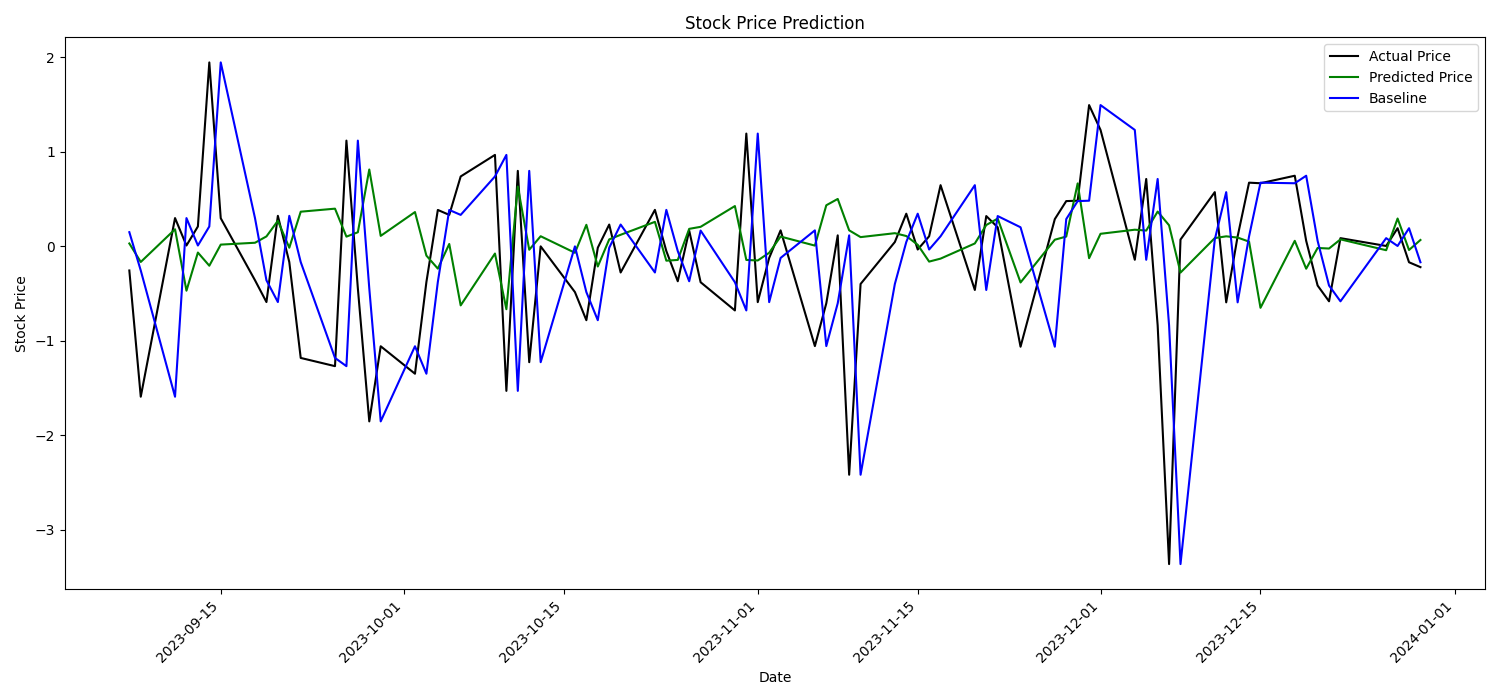 Stock Price Prediction
Actual Price
Predicted Price
Baseline
Stock Price
2
1
0
−1
−2
−3
2023-09-15
2023-10-01
2023-10-15
2023-11-01
2023-11-15
2023-12-01
2023-12-15
2024-01-01
Date